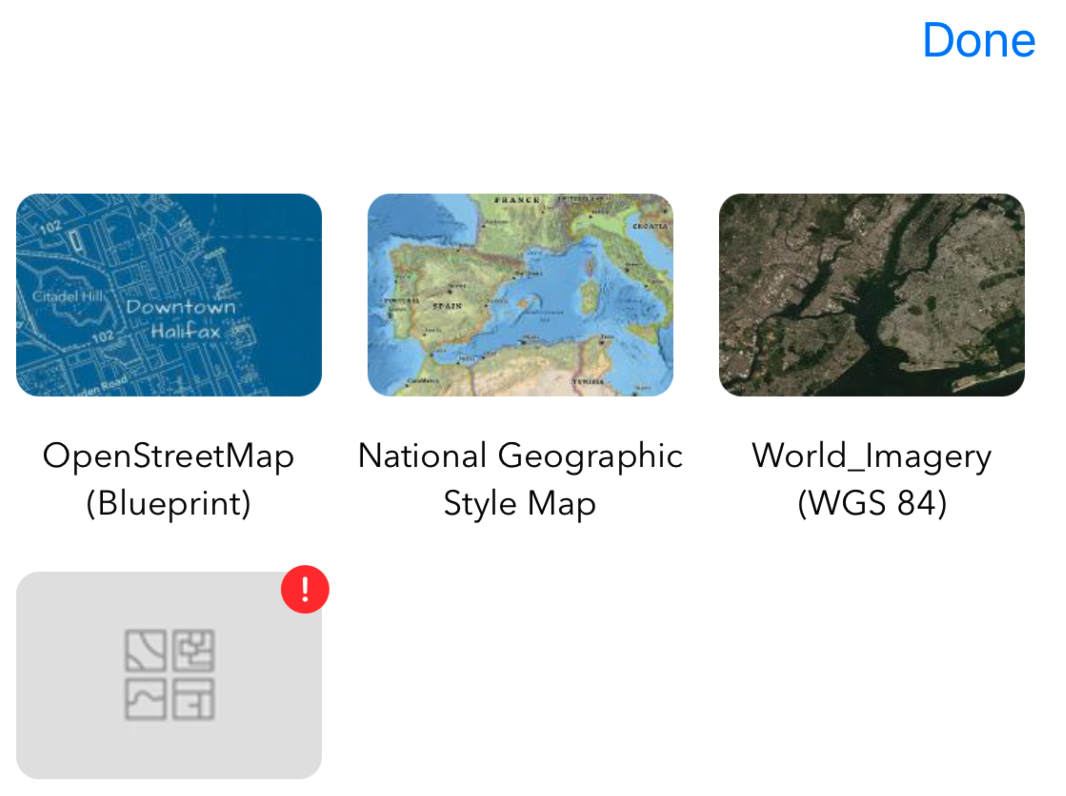 Done
102
Citadel Hill
Downtown
Halifax
102
den Road
FRANCE
CROATIA
PORTUGAL
SPAIN
Casablanca
TUNISIA
OpenStreetMap
(Blueprint)
National Geographic
Style Map
World_Imagery
(WGS 84)
!